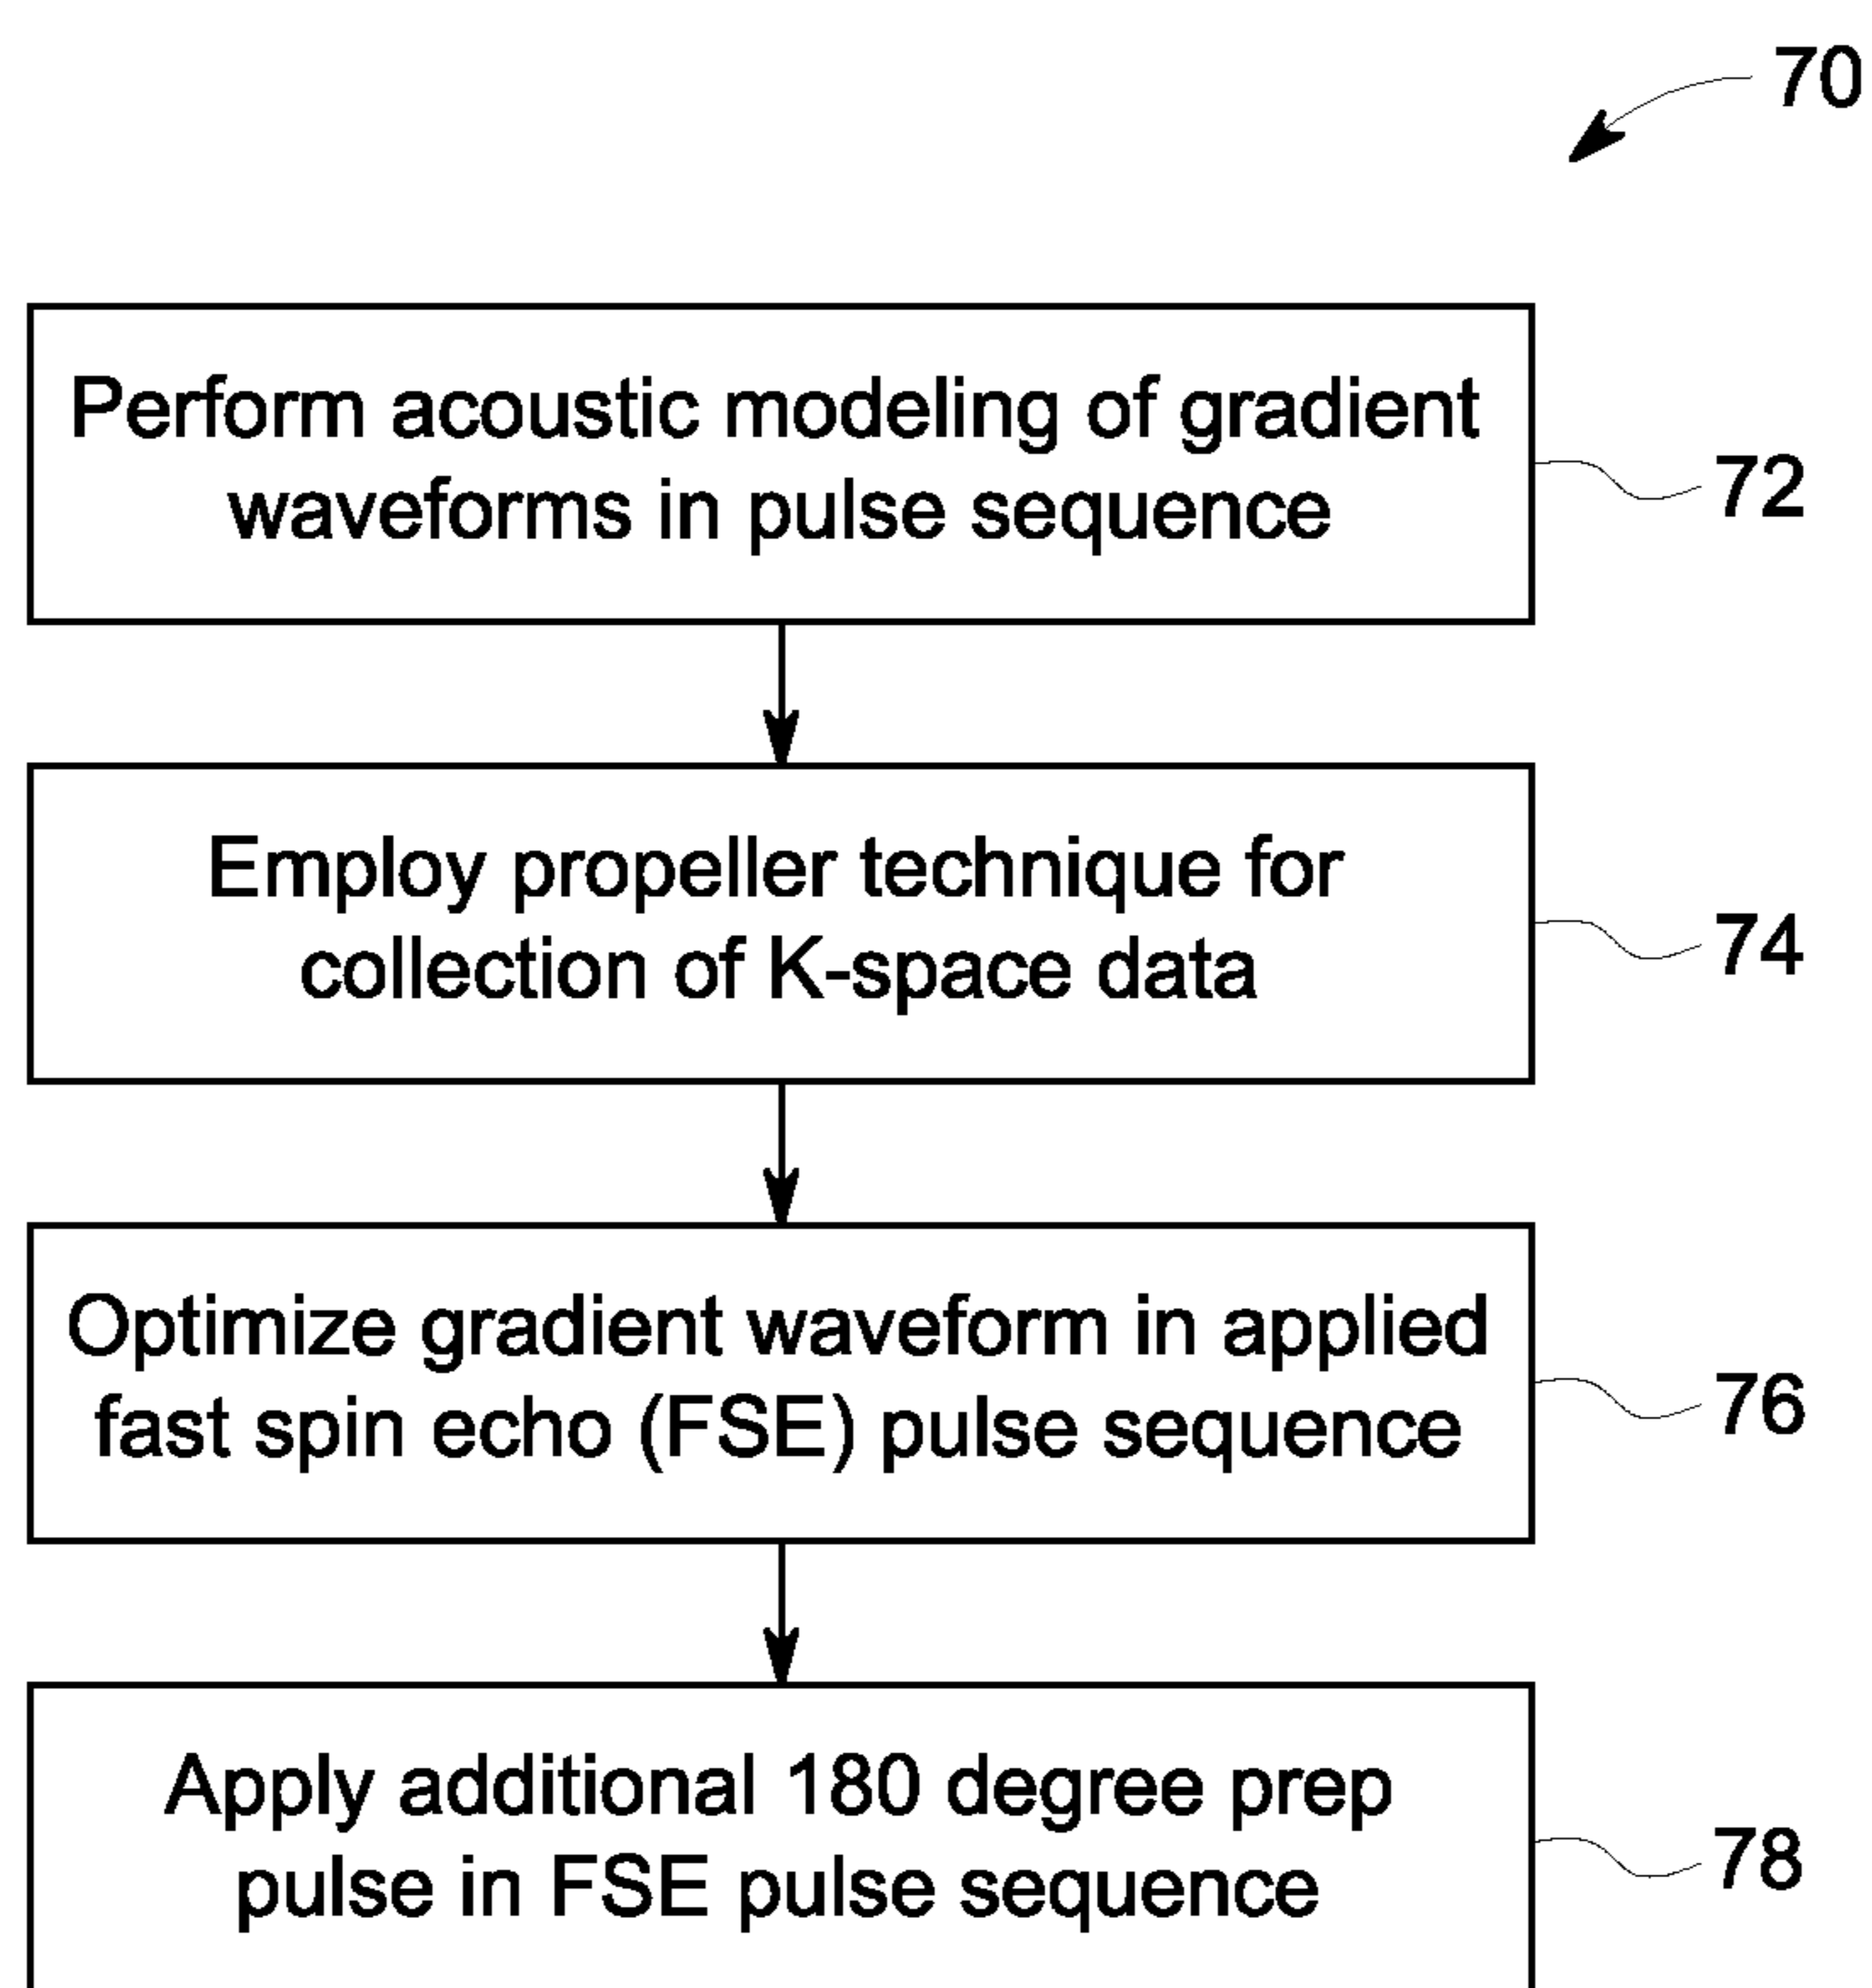 70
Perform acoustic modeling of gradient
waveforms in pulse sequence
72
Employ propeller technique for
collection of K-space data
74
Optimize gradient waveform in applied
fast spin echo (FSE) pulse sequence
76
Apply additional 180 degree prep
pulse in FSE pulse sequence
78